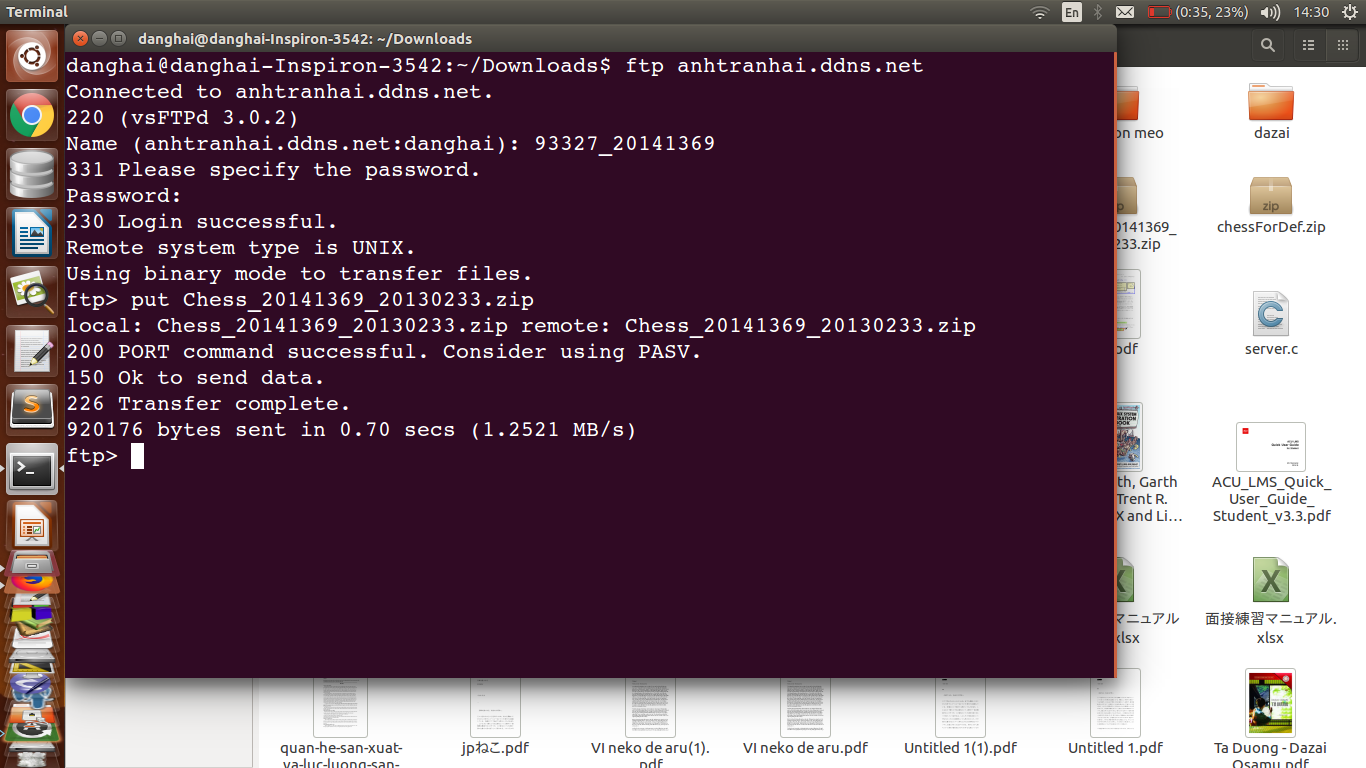 Terminal
En
(0:35, 23%)
14:30
danghai@danghai-Inspiron-3542: ~/Downloads
danghai@danghai-Inspiron-3542:~/Downloads$ ftp anhtranhai.ddns.net
Connected to anhtranhai.ddns.net.
220 (vsFTPd 3.0.2)
Name (anhtranhai.ddns.net:danghai): 93327_20141369
331 Please specify the password.
Password:
230 Login successful.
Remote system type is UNIX.
Using binary mode to transfer files.
ftp> put Chess_20141369_20130233.zip
local: Chess_20141369_20130233.zip remote: Chess_20141369_20130233.zip
200 PORT command successful. Consider using PASV.
150 Ok to send data.
226 Transfer complete.
920176 bytes sent in 0.70 secs (1.2521 MB/s)
ftp>
on meo
dazai
zip
0141369_
233.zip
chessForDef.zip
pdf
server.c
th, Garth
Trent R.
X and Li...
ACU_LMS_Quick_
User_Guide_
Student_v3.3.pdf
マニュアル
xlsx
面接練習マニュアル.
xlsx
quan-he-san-xuat-
va-luc-luong-san-
jpねこ.pdf
VI neko de aru(1).
pdf
VI neko de aru.pdf
Untitled 1(1).pdf
Untitled 1.pdf
Ta Duong - Dazai
Osamu.pdf